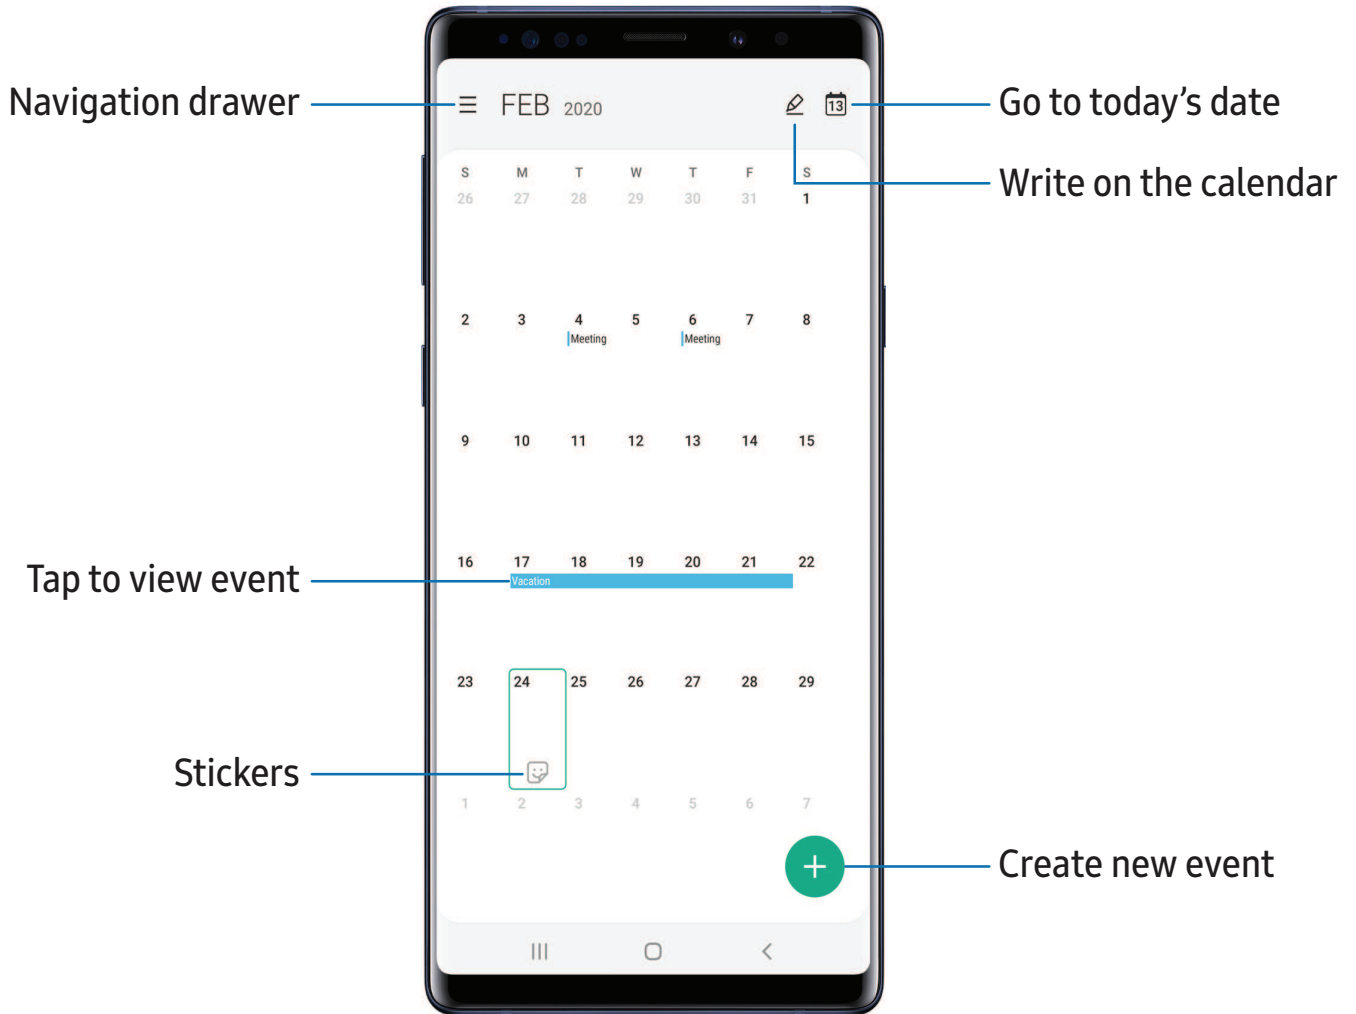 Navigation drawer
FEB 2020
13
Go to today's date
Write on the calendar
S M T W T F S
26 27 28 29 30 31 1
2 3 4 5 6 7 8
Meeting Meeting
9 10 11 12 13 14 15
Tap to view event
16 17 18 19 20 21 22
Vacation
23 24 25 26 27 28 29
Stickers
1 2 3 4 5 6 7
Create new event